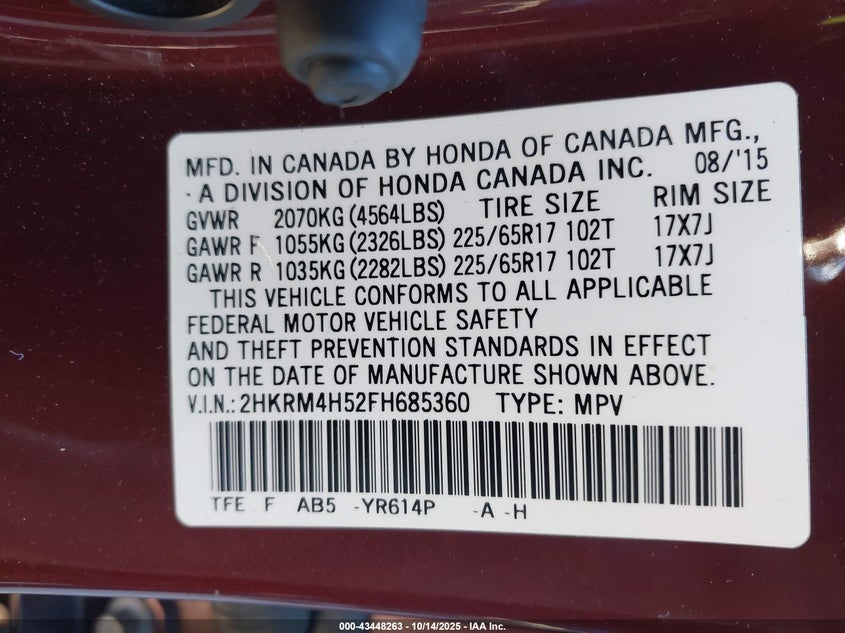 MFD. IN CANADA BY HONDA OF CANADA MFG.,
- A DIVISION OF HONDA CANADA INC. 08/'15
GVWR 2070KG (4564LBS) TIRE SIZE RIM SIZE
GAWR F 1055KG (2326LBS) 225/65R17 102T 17X7J
GAWR R 1035KG (2282LBS) 225/65R17 102T 17X7J
THIS VEHICLE CONFORMS TO ALL APPLICABLE
FEDERAL MOTOR VEHICLE SAFETY
AND THEFT PREVENTION STANDARDS IN EFFECT
ON THE DATE OF MANUFACTURE SHOWN ABOVE.
V.I.N.: 2HKRM4H52FH685360 TYPE: MPV
TFE F AB5 -YR614P -A -H
000-43448263 - 10/14/2025 - IAA Inc.